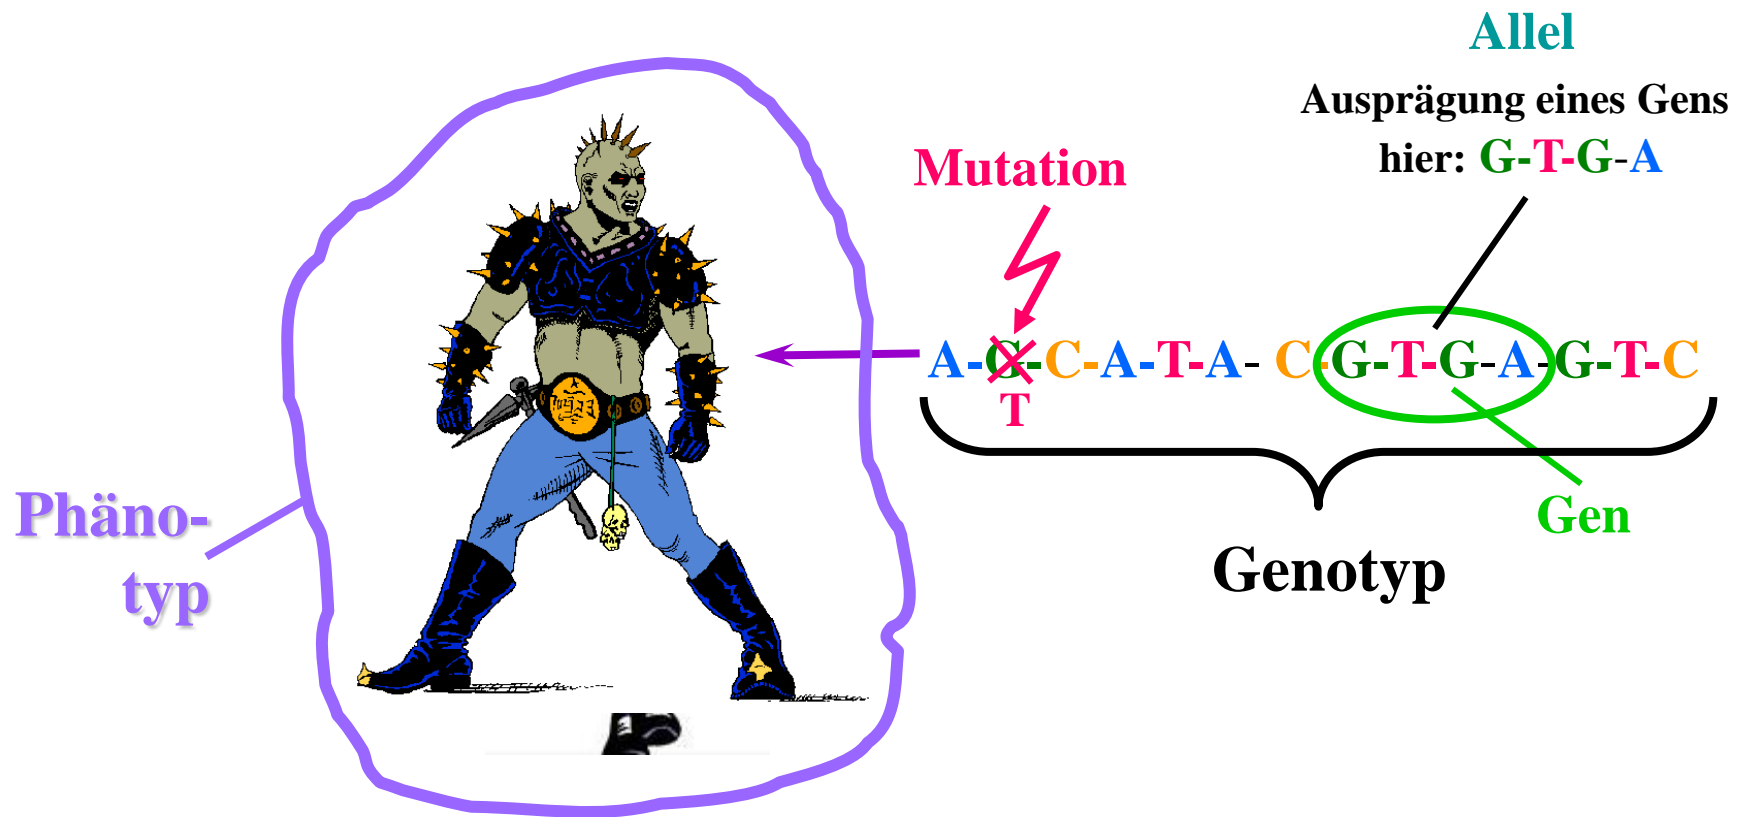 Allel
Ausprägung eines Gens
hier: G-T-G-A
Mutation
A-G-C-A-T-A- C-G-T-G-A-G-T-C
T
Phäno-
typ
Gen
Genotyp